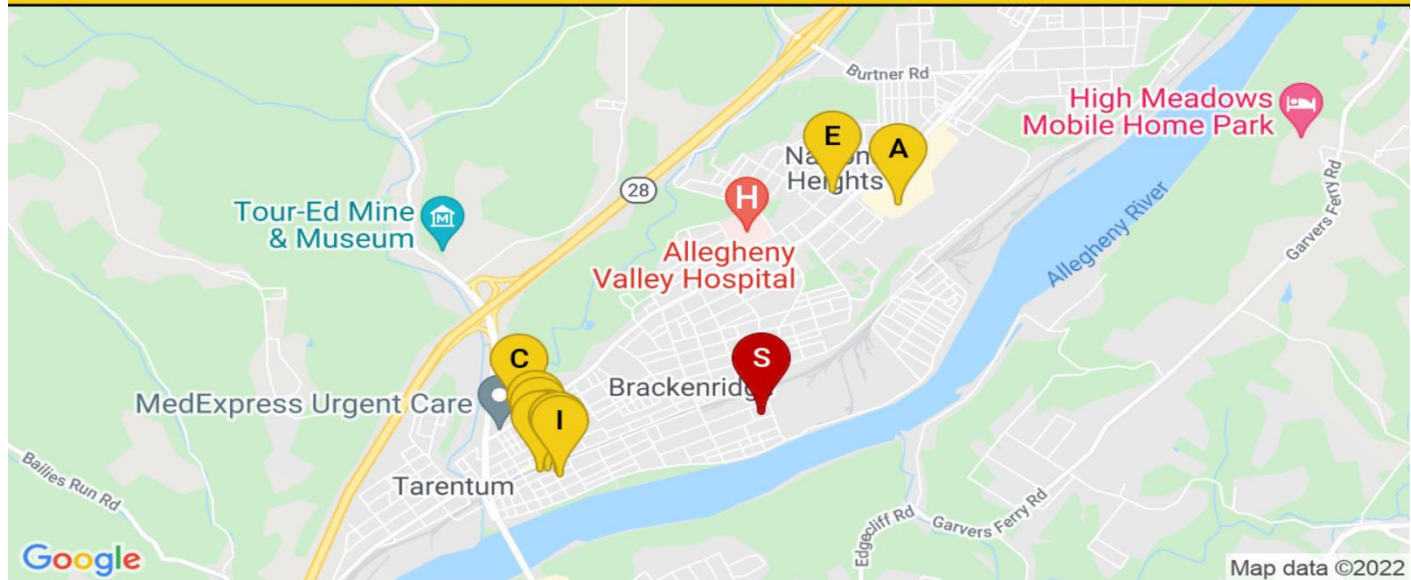 Burtner Rd
High Meadows
Mobile Home Park
E
A
Heights
28
H
Tour-Ed Mine
& Museum
M
Allegheny
Valley Hospital
Allegheny River
Garvers Ferry Rd
C
S
MedExpress Urgent Care
I
Brackenridge
Tarentum
Bailies Run Rd
Edgecliff Rd
Garvers Ferry Rd
Google
Map data ©2022